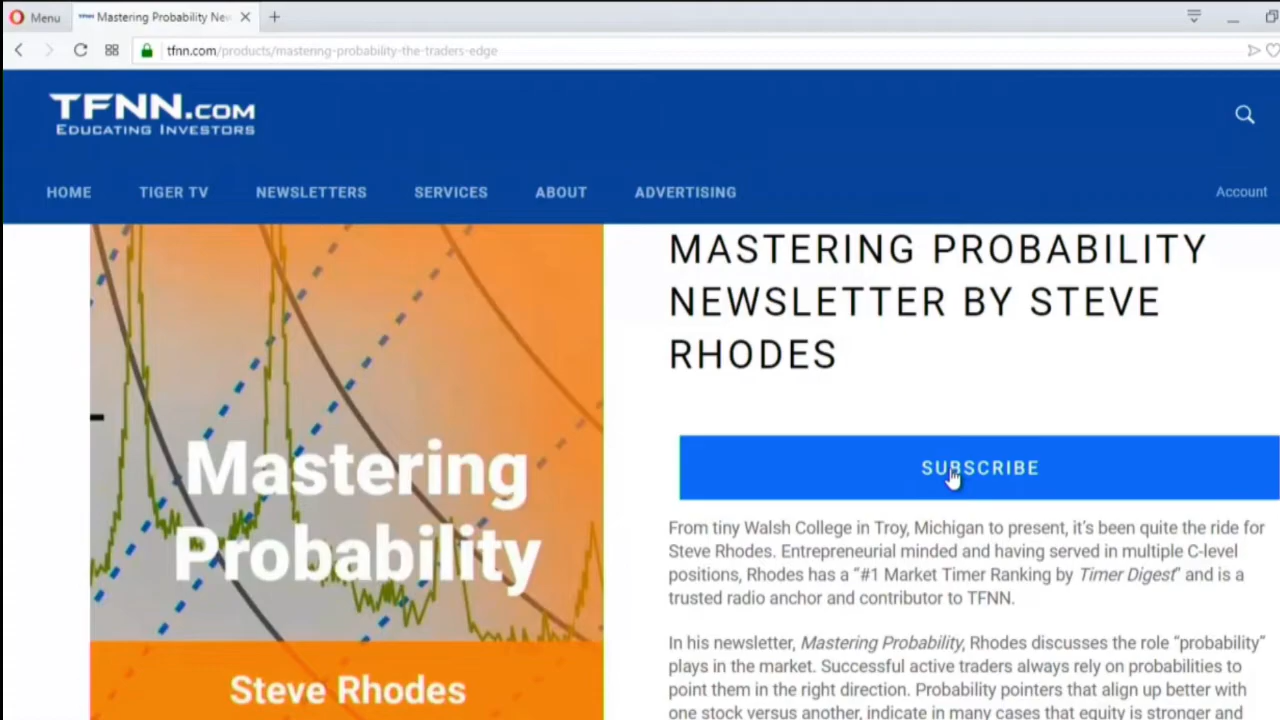 Menu
Mastering Probability New
tfnn.com/products/mastering-probability-the-traders-edge
TFNN.COM
EDUCATING INVESTORS
HOME TIGER TV NEWSLETTERS SERVICES ABOUT ADVERTISING Account
MASTERING PROBABILITY
NEWSLETTER BY STEVE
RHODES
Mastering
Probability
Steve Rhodes
SUBSCRIBE
From tiny Walsh College in Troy, Michigan to present, it's been quite the ride for
Steve Rhodes. Entrepreneurial minded and having served in multiple C-level
positions, Rhodes has a “#1 Market Timer Ranking by Timer Digest” and is a
trusted radio anchor and contributor to TFNN.
In his newsletter, Mastering Probability, Rhodes discusses the role “probability”
plays in the market. Successful active traders always rely on probabilities to
point them in the right direction. Probability pointers that align up better with
one stock versus another, indicate in many cases that equity is stronger and